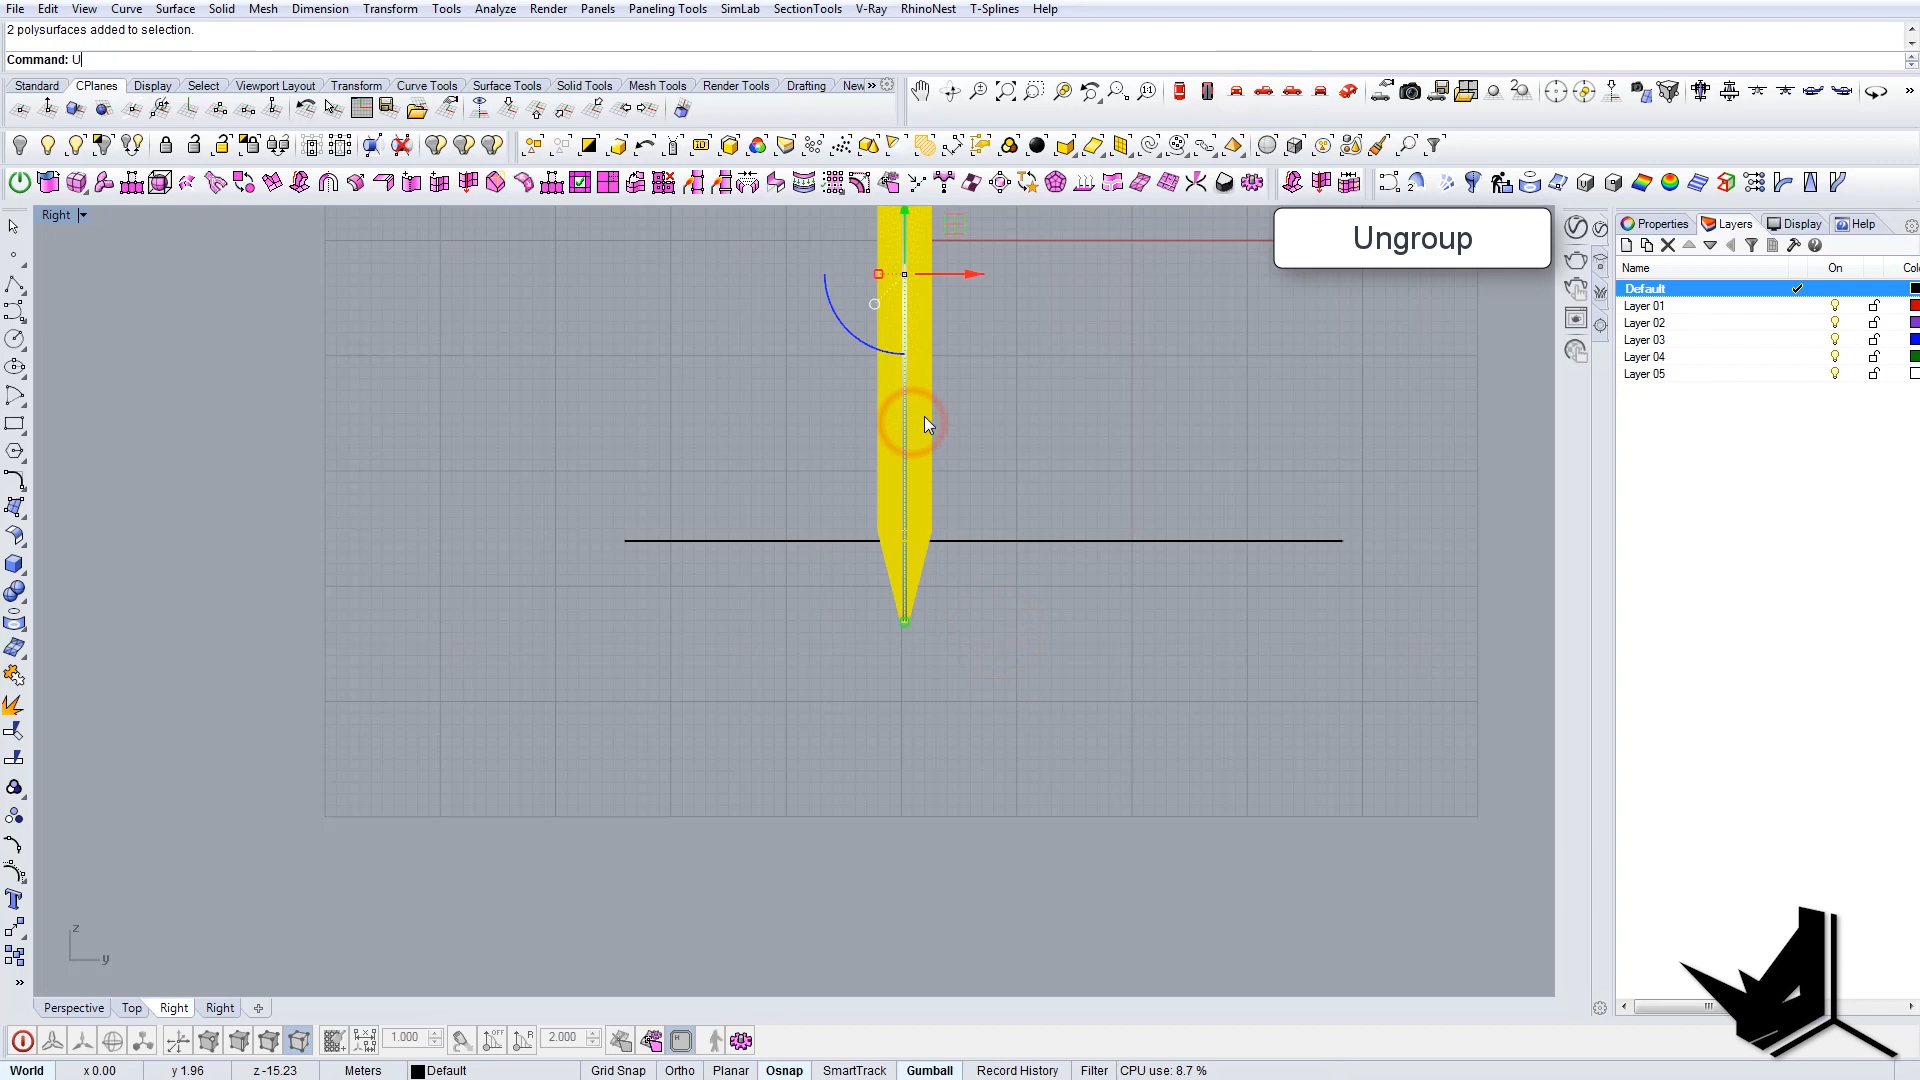 File Edit View Curve Surface Solid Mesh Dimension Transform Tools Analyze Render Panels Paneling Tools SimLab SectionTools V-Ray RhinoNest T-Splines Help
2 polysurfaces added to selection.
Command: U
Standard CPlanes Display Select Viewport Layout Transform Curve Tools Surface Tools Solid Tools Mesh Tools Render Tools Drafting New »
Right
Ungroup
Properties Layers Display Help
Name On Colo
Default
Layer 01
Layer 02
Layer 03
Layer 04
Layer 05
z
y
Perspective Top Right Right
1.000 2.000
World x 0.00 y 1.96 z -15.23 Meters Default Grid Snap Ortho Planar Osnap SmartTrack Gumball Record History Filter CPU use: 8.7 %